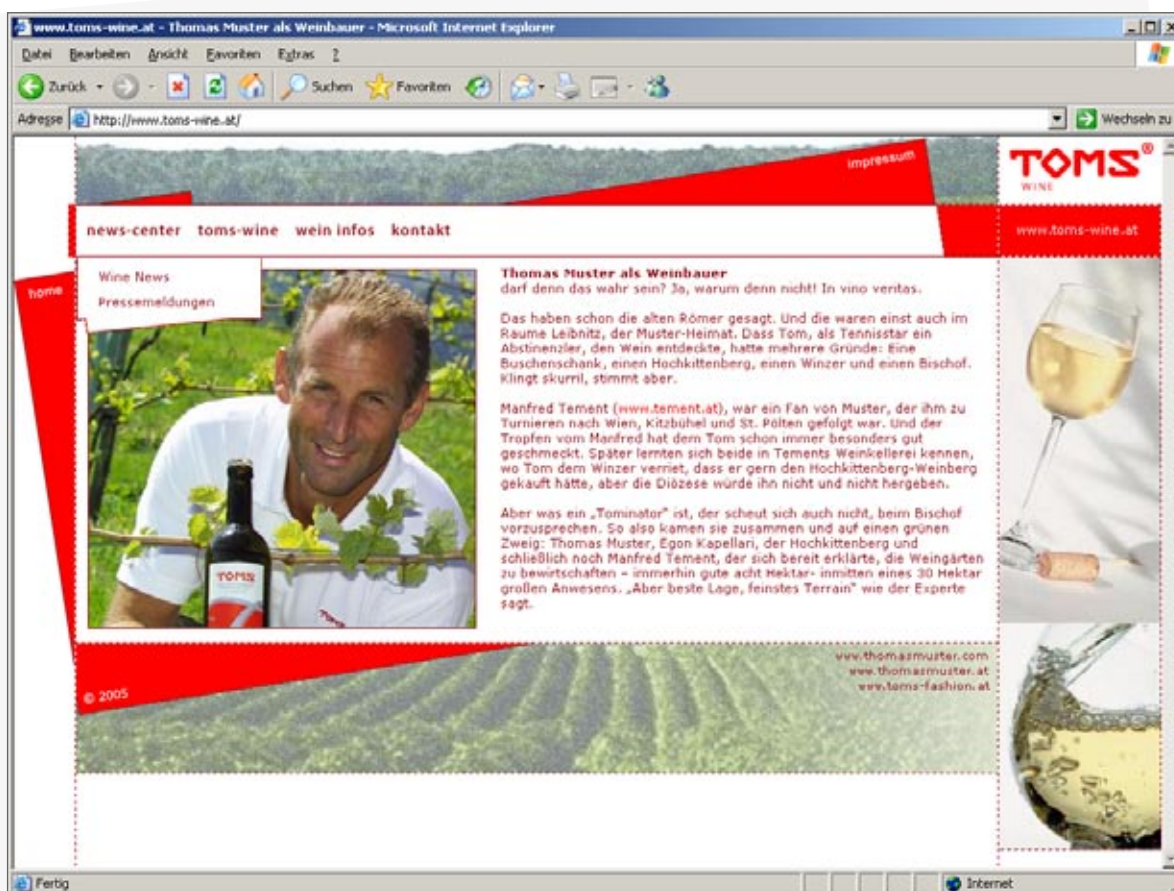 www.toms-wine.at - Thomas Muster als Weinbauer - Microsoft Internet Explorer
Datei Bearbeiten Ansicht Favoriten Extras ?
Zurück Suchen Favoriten
Adresse http://www.toms-wine.at/ Wechseln zu
impressum
TOMS®
WINE
news-center toms-wine wein infos kontakt
www.toms-wine.at
home
Wine News
Pressemeldungen
Thomas Muster als Weinbauer
darf denn das wahr sein? Ja, warum denn nicht! In vino veritas.
Das haben schon die alten Römer gesagt. Und die waren einst auch im
Raume Leibnitz, der Muster-Heimat. Dass Tom, als Tennisstar ein
Abstinenzler, den Wein entdeckte, hatte mehrere Gründe: Eine
Buschenschank, einen Hochkittenberg, einen Winzer und einen Bischof.
Klingt skurril, stimmt aber.
Manfred Tement (www.tement.at), war ein Fan von Muster, der ihm zu
Turnieren nach Wien, Kitzbühel und St. Pölten gefolgt war. Und der
Tropfen vom Manfred hat dem Tom schon immer besonders gut
geschmeckt. Später lernten sich beide in Tements Weinkellerei kennen,
wo Tom dem Winzer verriet, dass er gern den Hochkittenberg-Weinberg
gekauft hätte, aber die Diözese würde ihn nicht und nicht hergeben.
Aber was ein „Tominator" ist, der scheut sich auch nicht, beim Bischof
vorzusprechen. So also kamen sie zusammen und auf einen grünen
Zweig: Thomas Muster, Egon Kapellari, der Hochkittenberg und
schließlich noch Manfred Tement, der sich bereit erklärte, die Weingärten
zu bewirtschaften – immerhin gute acht Hektar- inmitten eines 30 Hektar
großen Anwesens. „Aber beste Lage, feinstes Terrain" wie der Experte
sagt.
TOMS
TOMS
www.thomasmuster.com
www.thomasmuster.at
www.toms-fashion.at
© 2005
Fertig Internet